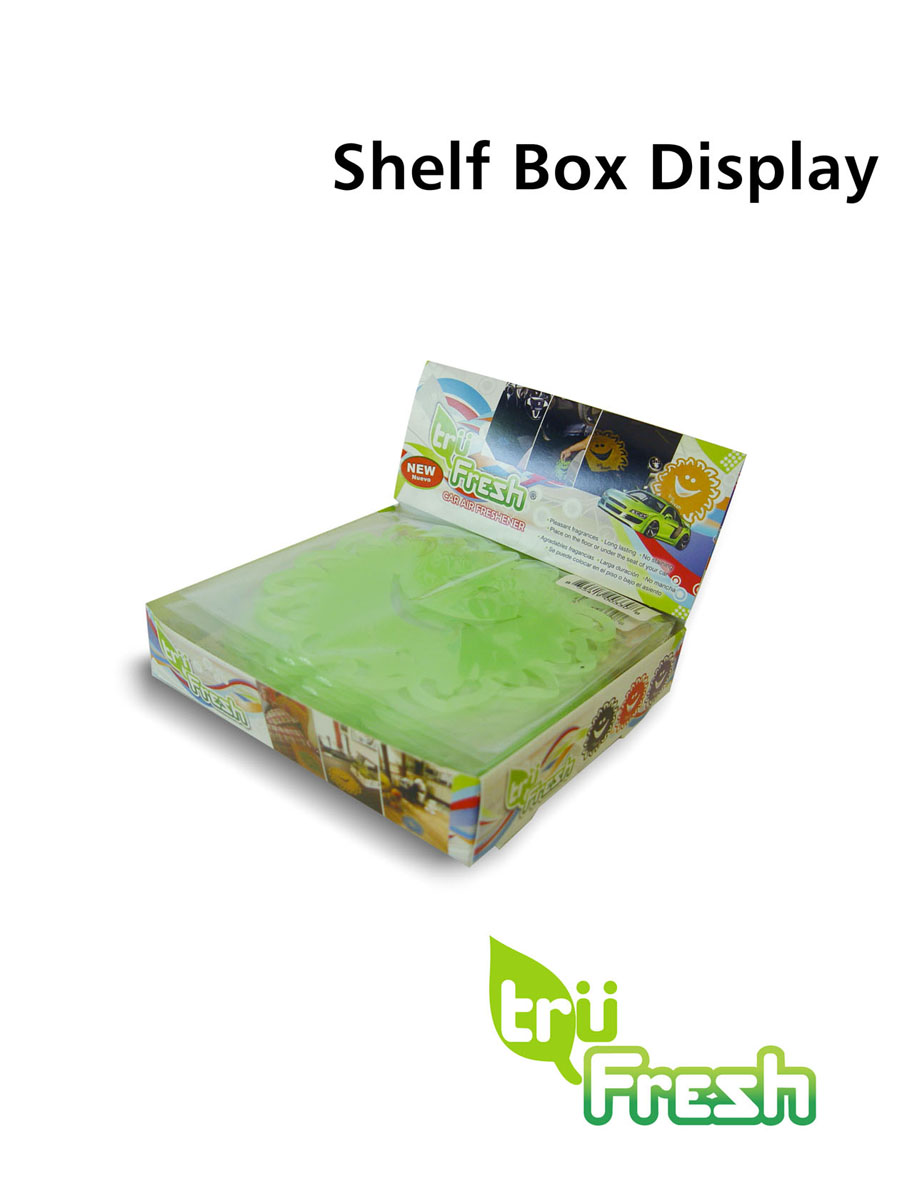 Shelf Box Display
trü
Fresh®
NEW
Nuevo
CAR AIR FRESHENER
- Pleasant fragrances - Long lasting - No staining
- Place on the floor or under the seat of your car
- Agradables fragancias - Larga duración - No mancha
- Se puede colocar en el piso o bajo el asiento
trü
Fresh
trü
Fresh
trü
Fresh